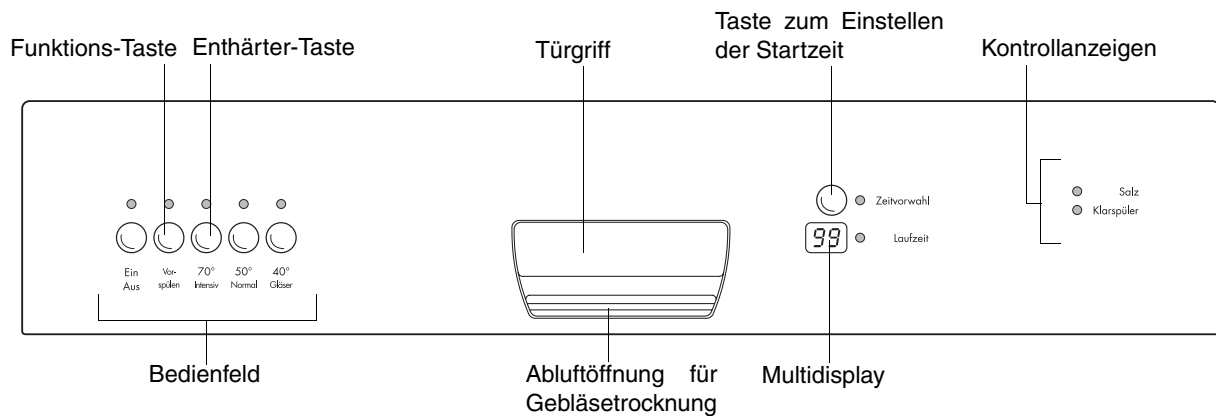 Taste zum Einstellen
der Startzeit
Funktions-Taste
Enthärter-Taste
Türgriff
Kontrollanzeigen
Salz
Klarspüler
Zeitvorwahl
99
Laufzeit
Ein
Aus
Vor-
spülen
70°
Intensiv
50°
Normal
40°
Gläser
Bedienfeld
Abluftöffnung für
Gebläsetrocknung
Multidisplay